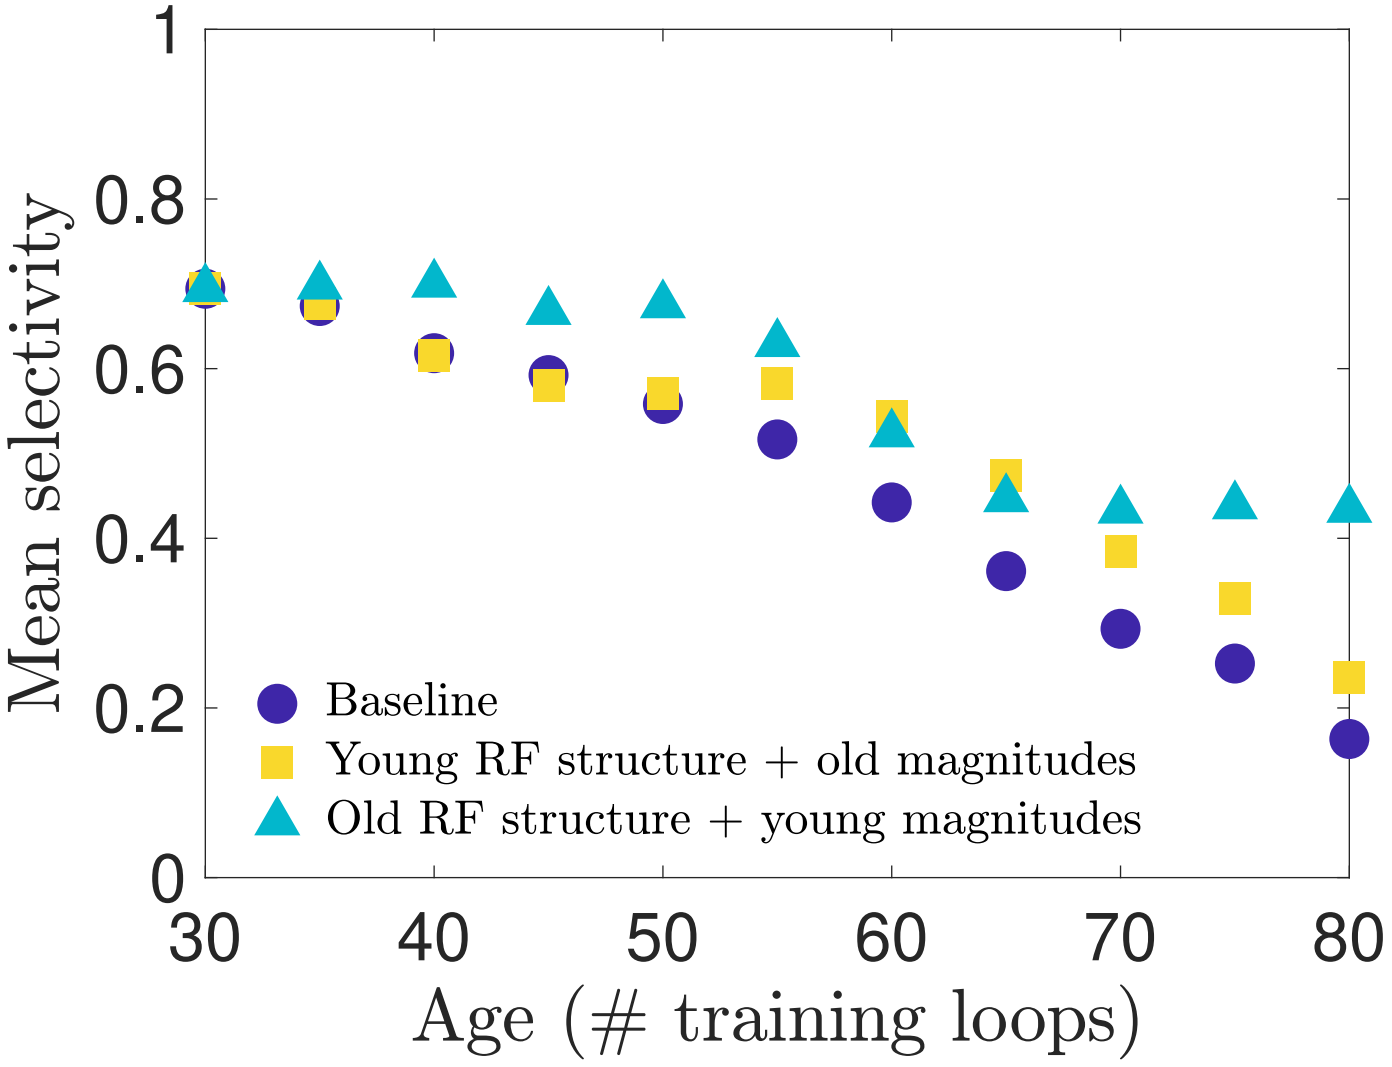 1
0.8
0.6
0.4
0.2
0
Mean selectivity
Baseline
Young RF structure + old magnitudes
Old RF structure + young magnitudes
30 40 50 60 70 80
Age (# training loops)